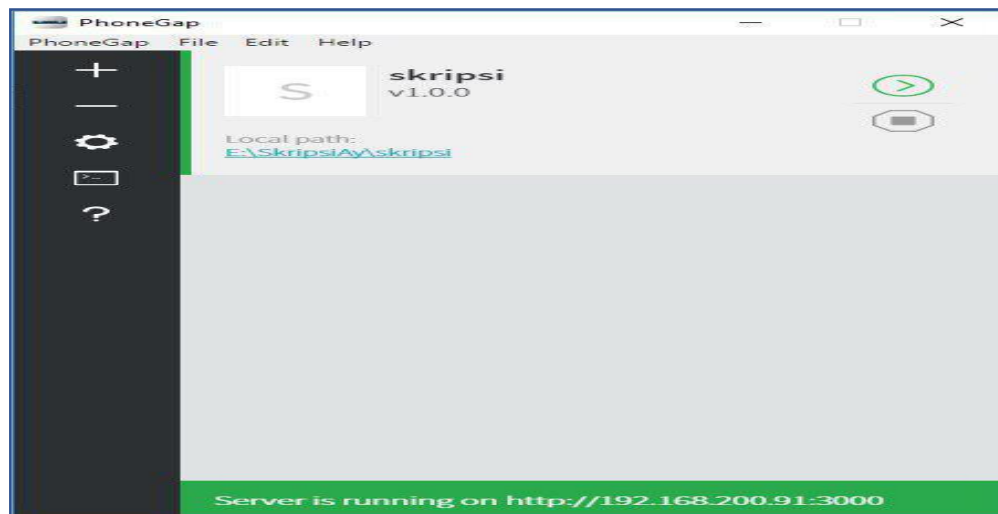 PhoneGap
PhoneGap File Edit Help
S
skripsi
v1.0.0
Local path:
E:\SkripsiAy\skripsi
?
Server is running on http://192.168.200.91:3000